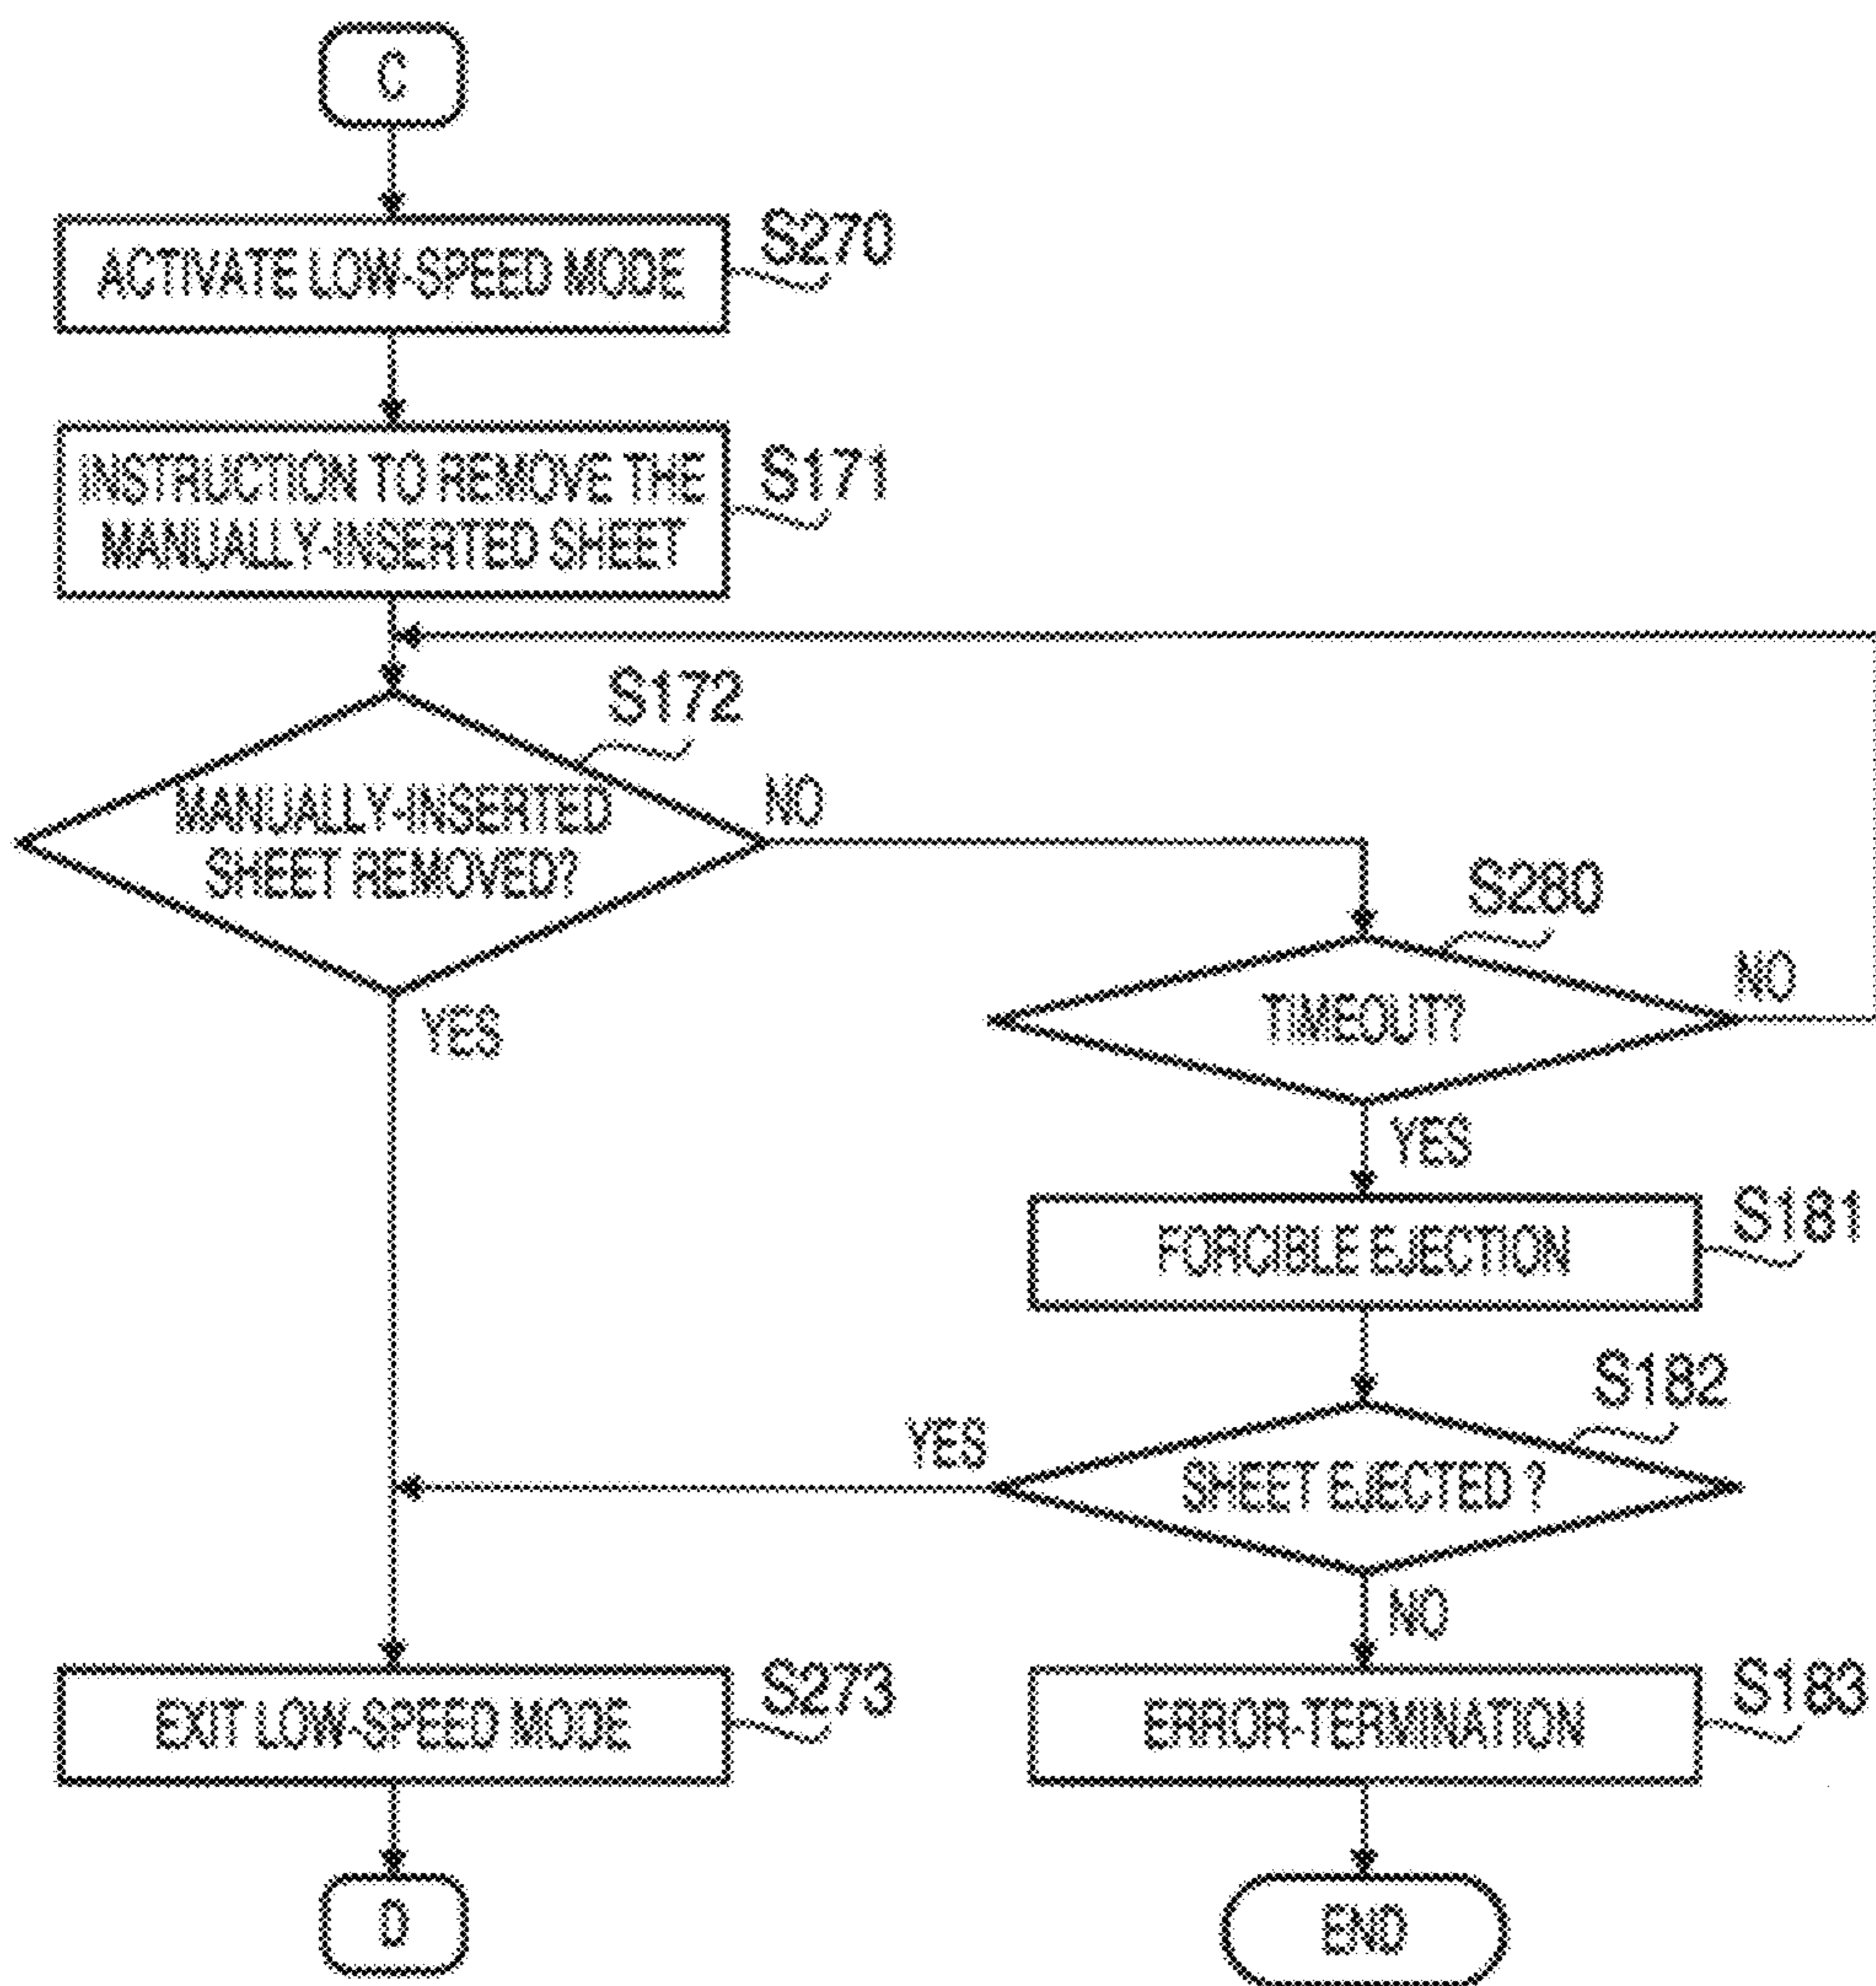 C
ACTIVATE LOW-SPEED MODE
S270
INSTRUCTION TO REMOVE THE
MANUALLY-INSERTED SHEET
S171
S172
MANUALLY-INSERTED
SHEET REMOVED?
NO
YES
S280
TIMEOUT?
NO
YES
FORCIBLE EJECTION
S181
S182
YES
SHEET EJECTED ?
NO
EXIT LOW-SPEED MODE
S273
ERROR-TERMINATION
S183
D
END